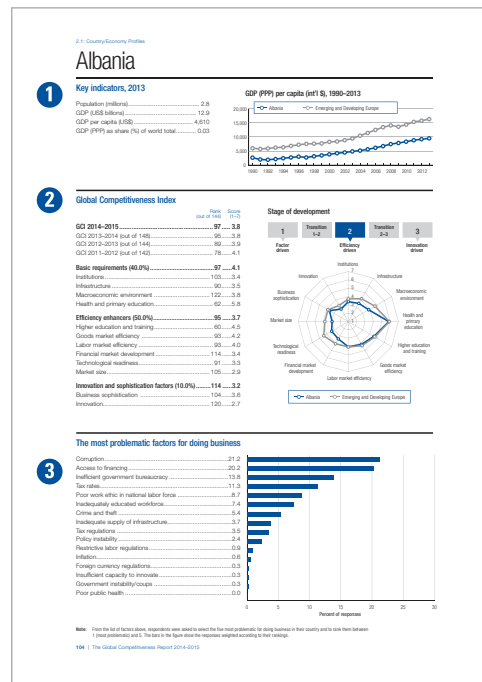 2.1: Country/Economy Profiles
Albania
1
Key indicators, 2013
Population (millions)........2.8
GDP (US$ billions)........12.9
GDP per capita (US$)........4,610
GDP (PPP) as share (%) of world total........0.03
GDP (PPP) per capita (int'l $), 1990–2013
Albania Emerging and Developing Europe
20,000
15,000
10,000
5,000
0
1990 1992 1994 1996 1998 2000 2002 2004 2006 2008 2010 2012
2
Global Competitiveness Index
Rank Score
(out of 144) (1–7)
GCI 2014–2015........97....3.8
GCI 2013–2014 (out of 148)........95....3.8
GCI 2012–2013 (out of 144)........89....3.9
GCI 2011–2012 (out of 142)........78....4.1
Basic requirements (40.0%)........97....4.1
Institutions........103....3.4
Infrastructure........90....3.5
Macroeconomic environment........122....3.8
Health and primary education........62....5.8
Efficiency enhancers (50.0%)........95....3.7
Higher education and training........60....4.5
Goods market efficiency........93....4.2
Labor market efficiency........93....4.0
Financial market development........114....3.4
Technological readiness........91....3.3
Market size........105....2.9
Innovation and sophistication factors (10.0%)........114....3.2
Business sophistication........104....3.6
Innovation........120....2.7
Stage of development
1 Transition 1–2 2 Transition 2–3 3
Factor driven Efficiency driven Innovation driven
Institutions
Infrastructure
Macroeconomic environment
Health and primary education
Higher education and training
Goods market efficiency
Labor market efficiency
Financial market development
Technological readiness
Market size
Business sophistication
Innovation
7
6
5
4
3
2
1
Albania Emerging and Developing Europe
3
The most problematic factors for doing business
Corruption........21.2
Access to financing........20.2
Inefficient government bureaucracy........13.8
Tax rates........11.3
Poor work ethic in national labor force........8.7
Inadequately educated workforce........7.4
Crime and theft........5.4
Inadequate supply of infrastructure........3.7
Tax regulations........3.5
Policy instability........2.4
Restrictive labor regulations........0.9
Inflation........0.6
Foreign currency regulations........0.3
Insufficient capacity to innovate........0.3
Government instability/coups........0.3
Poor public health........0.0
0 5 10 15 20 25 30
Percent of responses
Note: From the list of factors above, respondents were asked to select the five most problematic for doing business in their country and to rank them between
1 (most problematic) and 5. The bars in the figure show the responses weighted according to their rankings.
104 | The Global Competitiveness Report 2014–2015